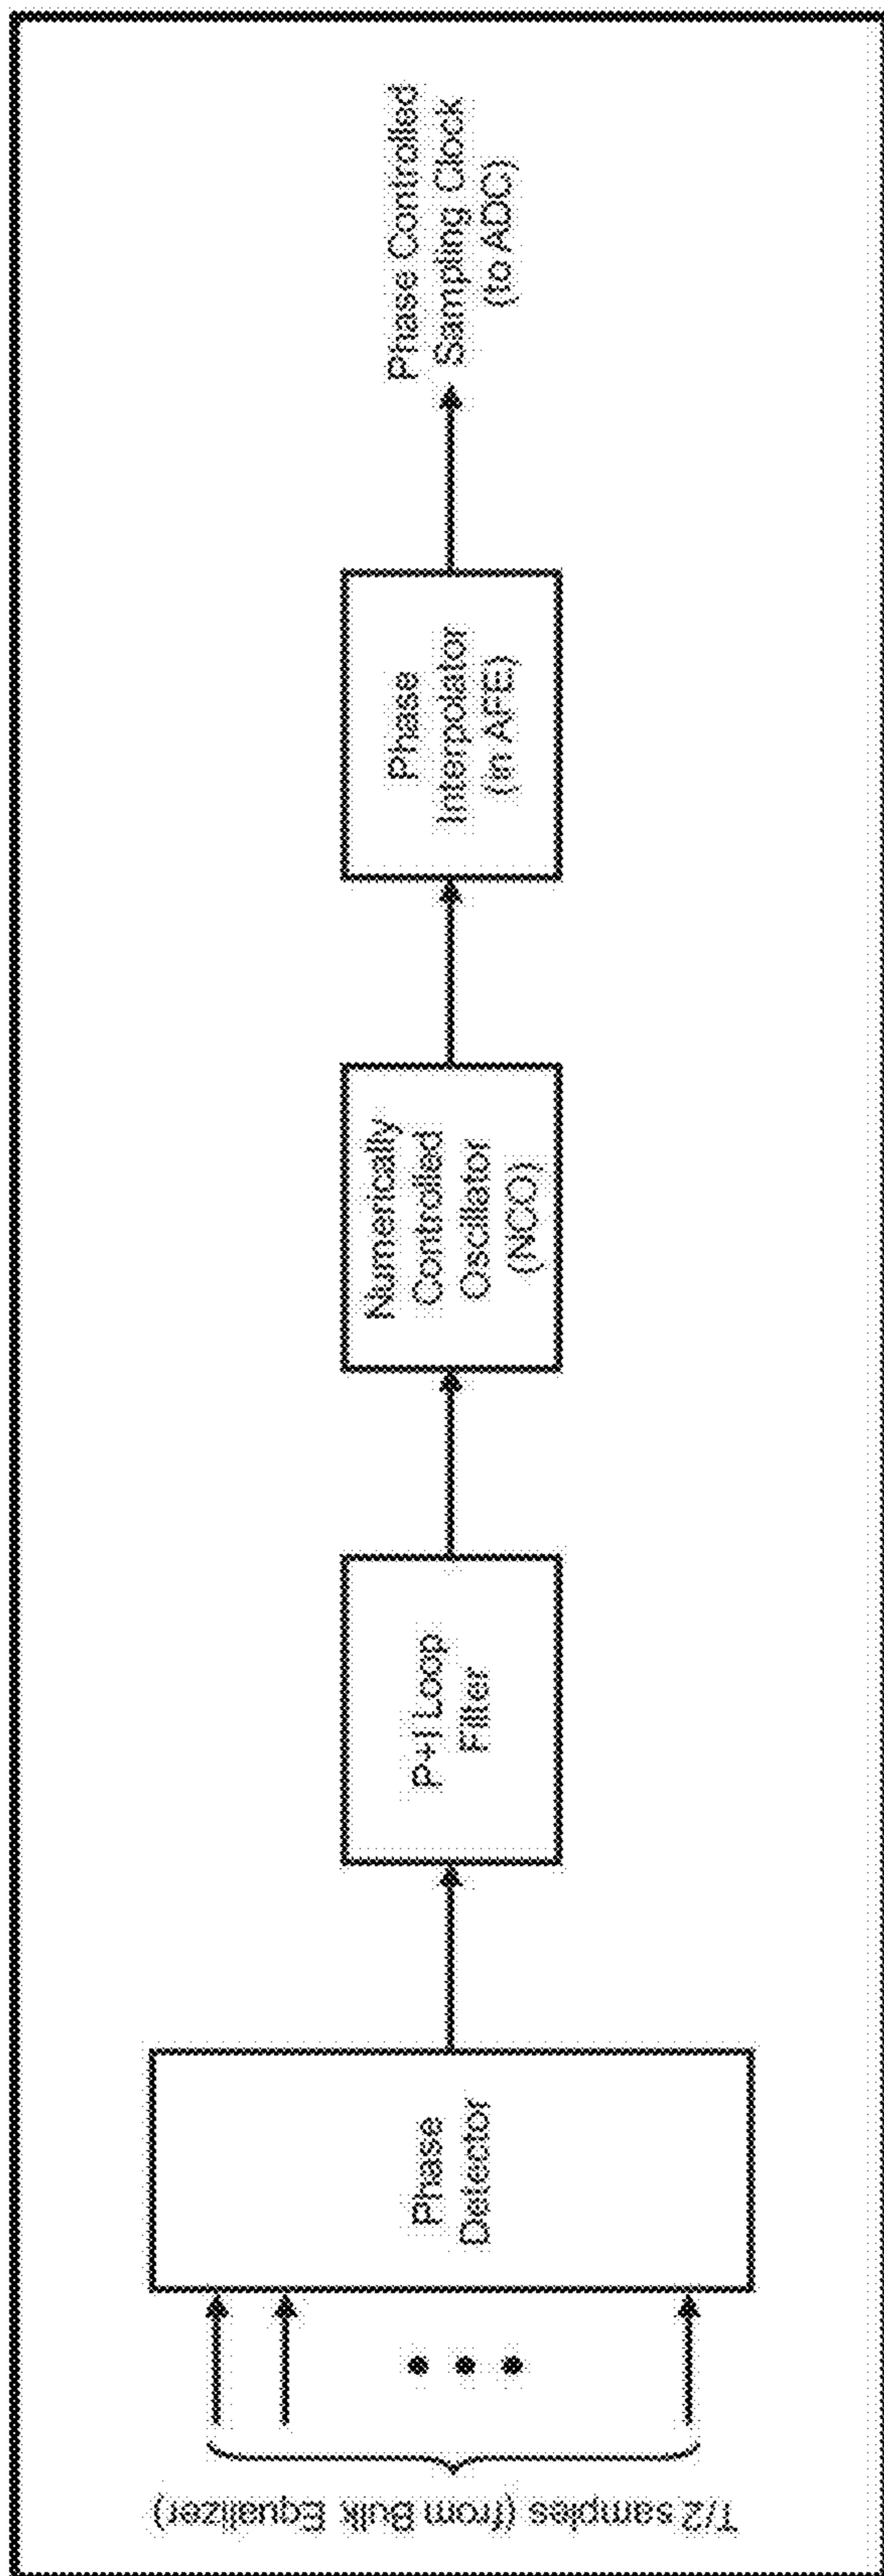 T/2 samples (from Bulk Equalizer)
Phase
Detector
P+I Loop
Filter
Numerically
Controlled
Oscillator
(NCO)
Phase
Interpolator
(in AFE)
Phase Controlled
Sampling Clock
(to ADC)